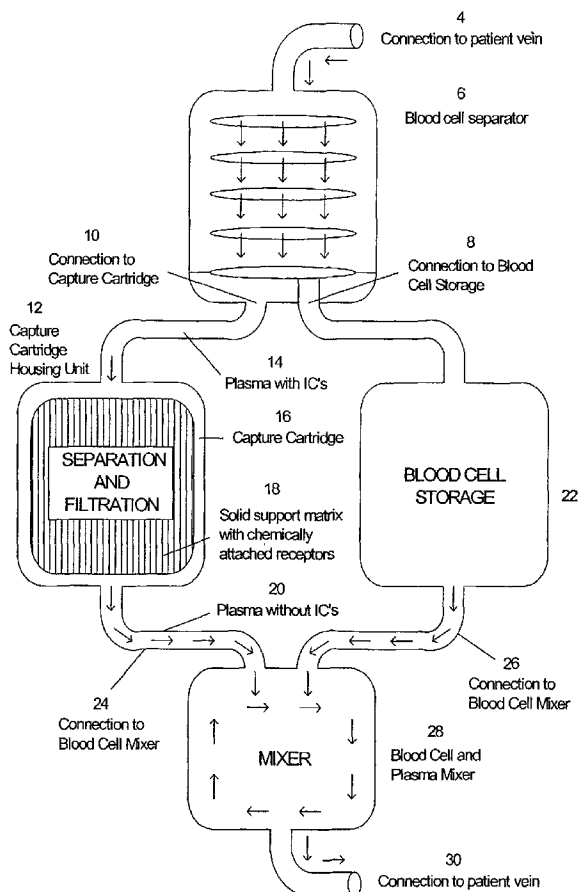 4
Connection to patient vein
6
Blood cell separator
10
Connection to
Capture Cartridge
8
Connection to Blood
Cell Storage
12
Capture
Cartridge
Housing Unit
14
Plasma with IC's
16
Capture Cartridge
SEPARATION
AND
FILTRATION
18
Solid support matrix
with chemically
attached receptors
BLOOD CELL
STORAGE
22
20
Plasma without IC's
24
Connection to
Blood Cell Mixer
26
Connection to
Blood Cell Mixer
MIXER
28
Blood Cell and
Plasma Mixer
30
Connection to patient vein